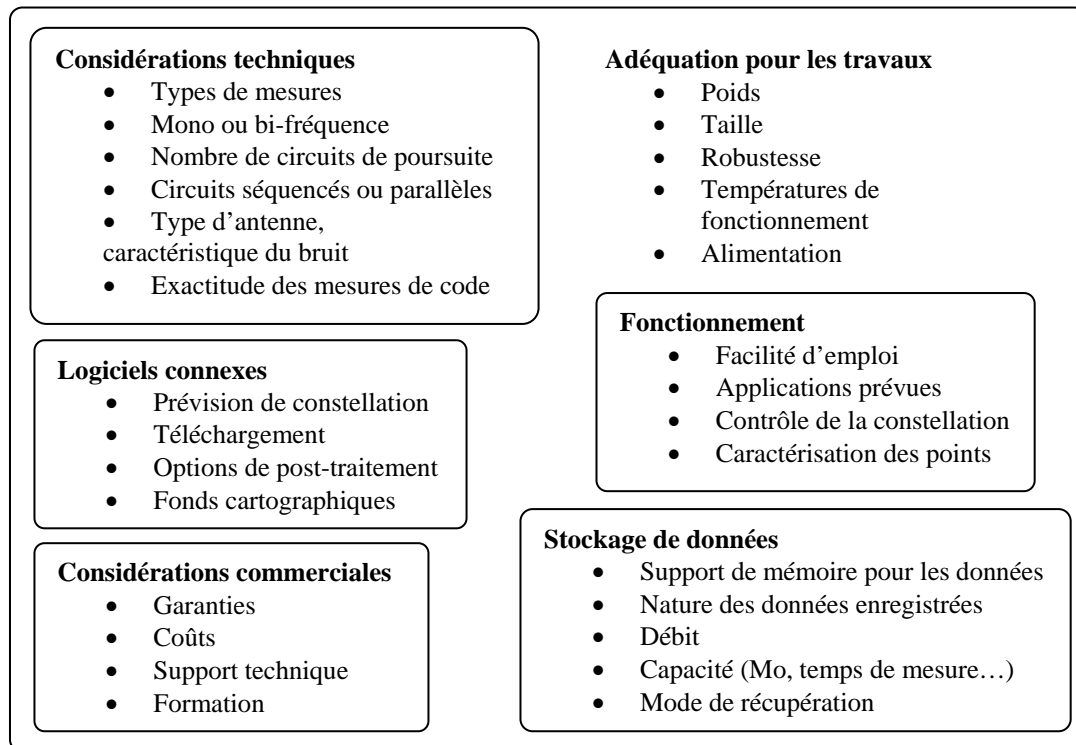 Considérations techniques
• Types de mesures
• Mono ou bi-fréquence
• Nombre de circuits de poursuite
• Circuits séquencés ou parallèles
• Type d’antenne,
caractéristique du bruit
• Exactitude des mesures de code
Logiciels connexes
• Prévision de constellation
• Téléchargement
• Options de post-traitement
• Fonds cartographiques
Considérations commerciales
• Garanties
• Coûts
• Support technique
• Formation
Adéquation pour les travaux
• Poids
• Taille
• Robustesse
• Températures de
fonctionnement
• Alimentation
Fonctionnement
• Facilité d’emploi
• Applications prévues
• Contrôle de la constellation
• Caractérisation des points
Stockage de données
• Support de mémoire pour les données
• Nature des données enregistrées
• Débit
• Capacité (Mo, temps de mesure…)
• Mode de récupération